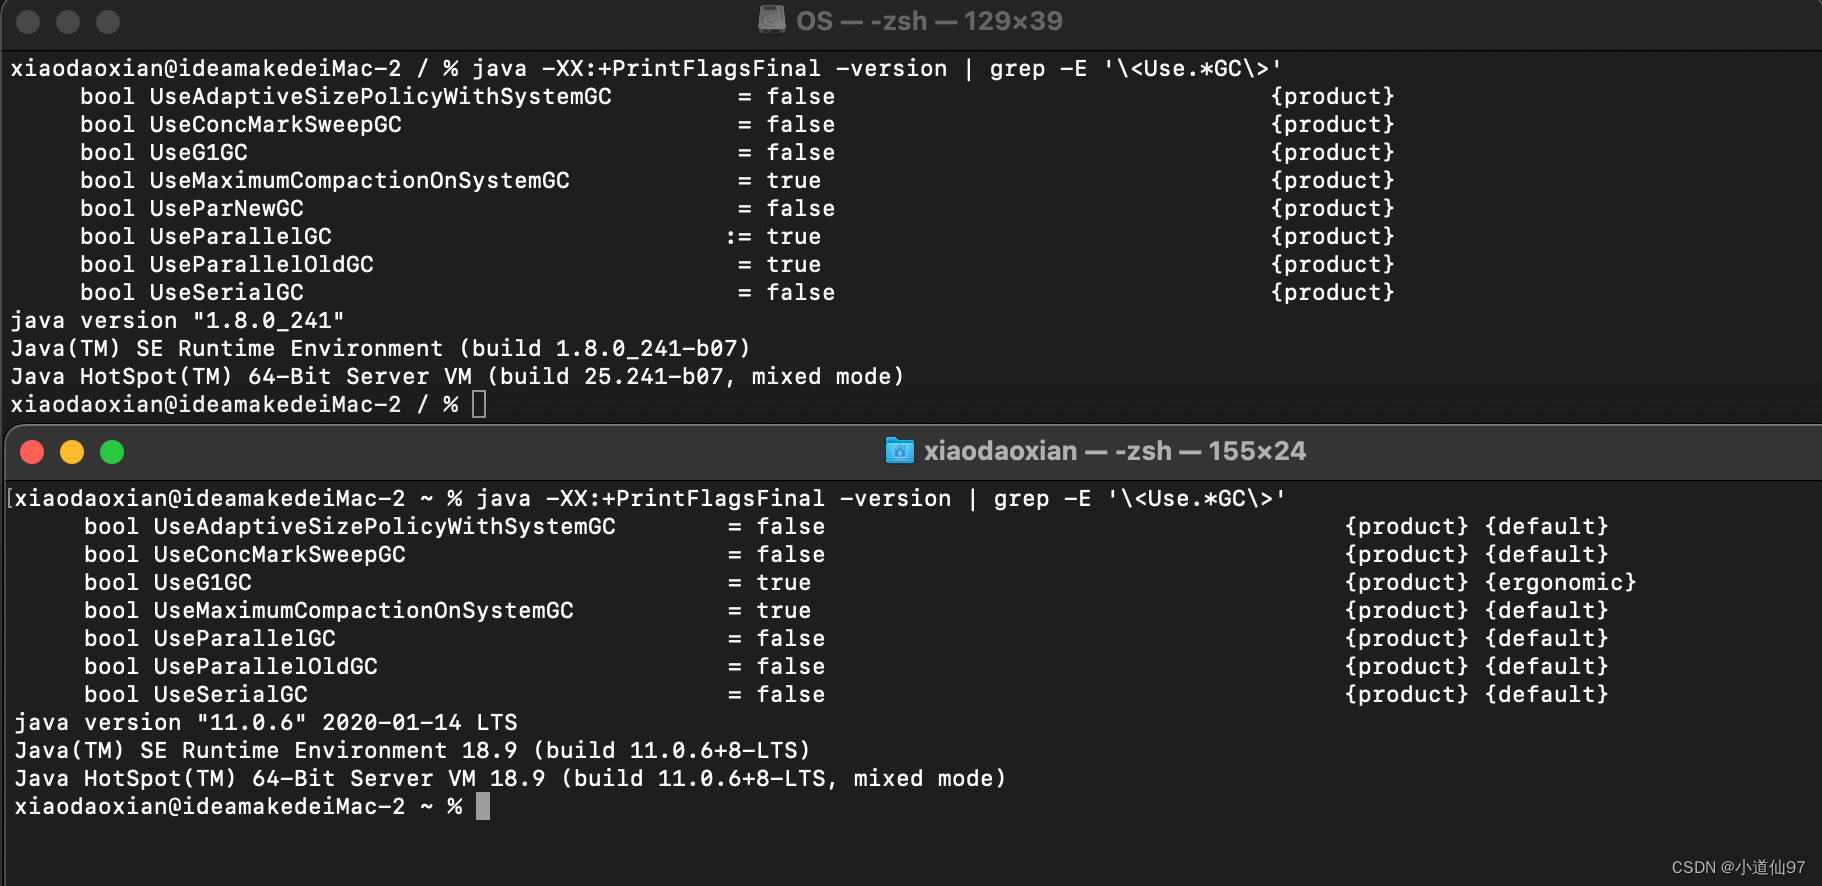 OS — -zsh — 129×39
xiaodaoxian@ideamakedeiMac-2 / % java -XX:+PrintFlagsFinal -version | grep -E '\<Use.*GC\>'
bool UseAdaptiveSizePolicyWithSystemGC = false {product}
bool UseConcMarkSweepGC = false {product}
bool UseG1GC = false {product}
bool UseMaximumCompactionOnSystemGC = true {product}
bool UseParNewGC = false {product}
bool UseParallelGC := true {product}
bool UseParallelOldGC = true {product}
bool UseSerialGC = false {product}
java version "1.8.0_241"
Java(TM) SE Runtime Environment (build 1.8.0_241-b07)
Java HotSpot(TM) 64-Bit Server VM (build 25.241-b07, mixed mode)
xiaodaoxian@ideamakedeiMac-2 / %
xiaodaoxian — -zsh — 155×24
[xiaodaoxian@ideamakedeiMac-2 ~ % java -XX:+PrintFlagsFinal -version | grep -E '\<Use.*GC\>'
bool UseAdaptiveSizePolicyWithSystemGC = false {product} {default}
bool UseConcMarkSweepGC = false {product} {default}
bool UseG1GC = true {product} {ergonomic}
bool UseMaximumCompactionOnSystemGC = true {product} {default}
bool UseParallelGC = false {product} {default}
bool UseParallelOldGC = false {product} {default}
bool UseSerialGC = false {product} {default}
java version "11.0.6" 2020-01-14 LTS
Java(TM) SE Runtime Environment 18.9 (build 11.0.6+8-LTS)
Java HotSpot(TM) 64-Bit Server VM 18.9 (build 11.0.6+8-LTS, mixed mode)
xiaodaoxian@ideamakedeiMac-2 ~ %
CSDN @小道仙97